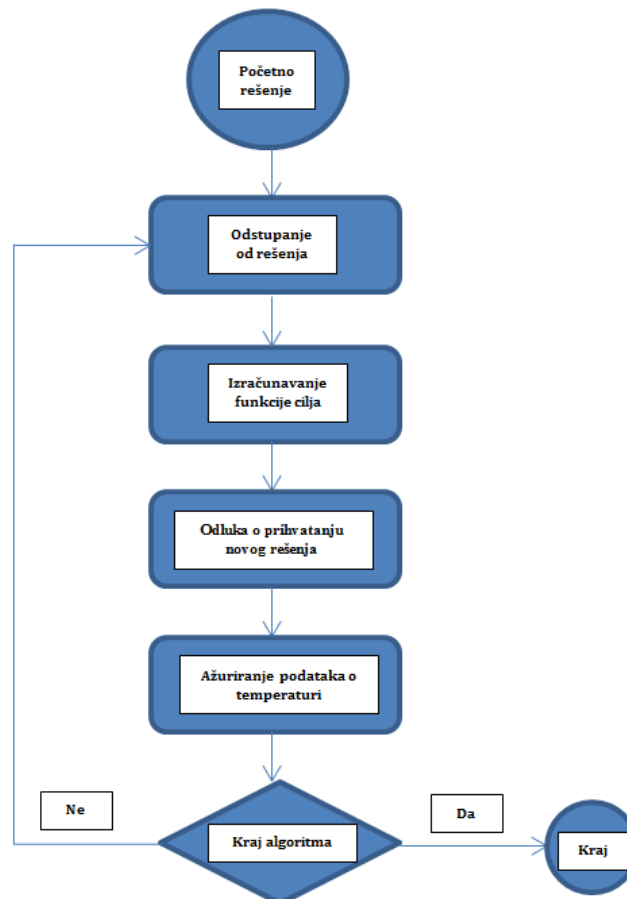 Početno
rešenje
Odstupanje
od rešenja
Izračunavanje
funkcije cilja
Odluka o prihvatanju
novog rešenja
Ažuriranje podataka o
temperaturi
Ne
Kraj algoritma
Da
Kraj